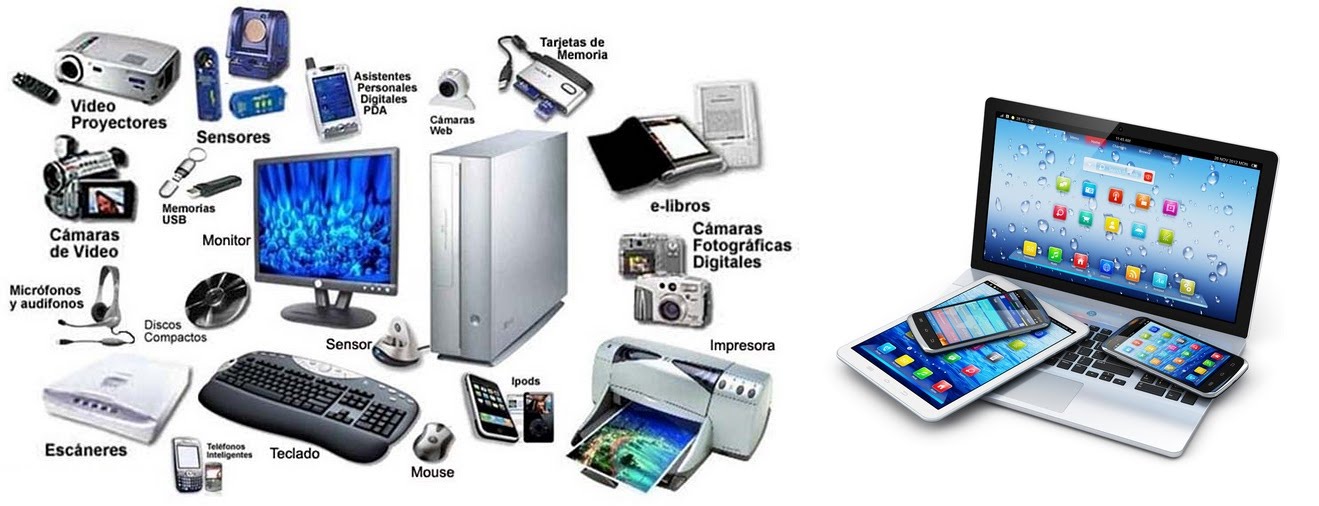 Video
Proyectores
Sensores
Asistentes
Personales
Digitales
PDA
Cámaras
Web
Tarjetas de
Memoria
e-libros
Cámaras
de Video
Memorias
USB
Monitor
Cámaras
Fotográficas
Digitales
Micrófonos
y audifonos
Discos
Compactos
Sensor
Impresora
Escáneres
Teléfonos
Inteligentes
Teclado
Mouse
Ipods